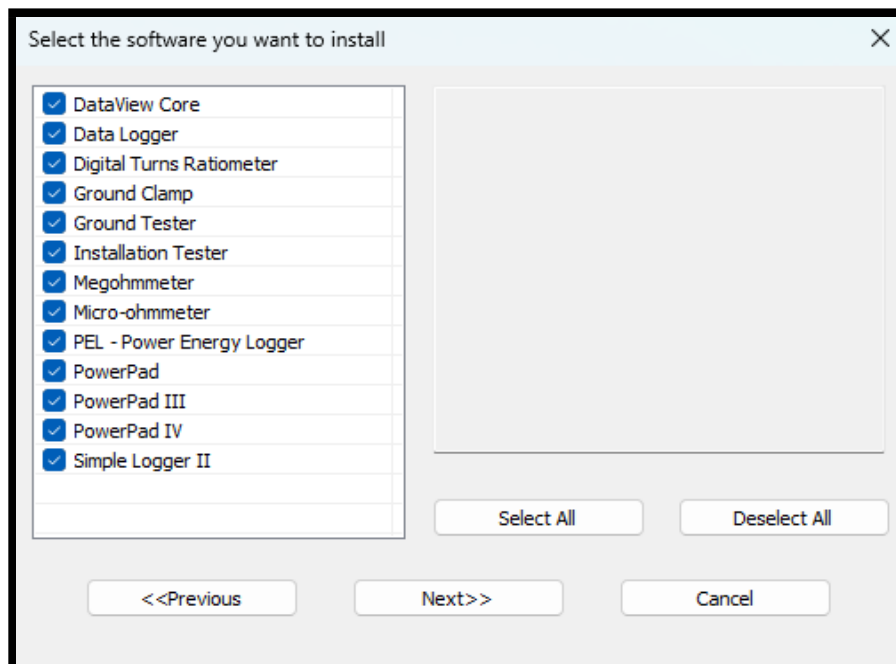 Select the software you want to install
DataView Core
Data Logger
Digital Turns Ratiometer
Ground Clamp
Ground Tester
Installation Tester
Megohmmeter
Micro-ohmmeter
PEL - Power Energy Logger
PowerPad
PowerPad III
PowerPad IV
Simple Logger II
Select All
Deselect All
<<Previous
Next>>
Cancel